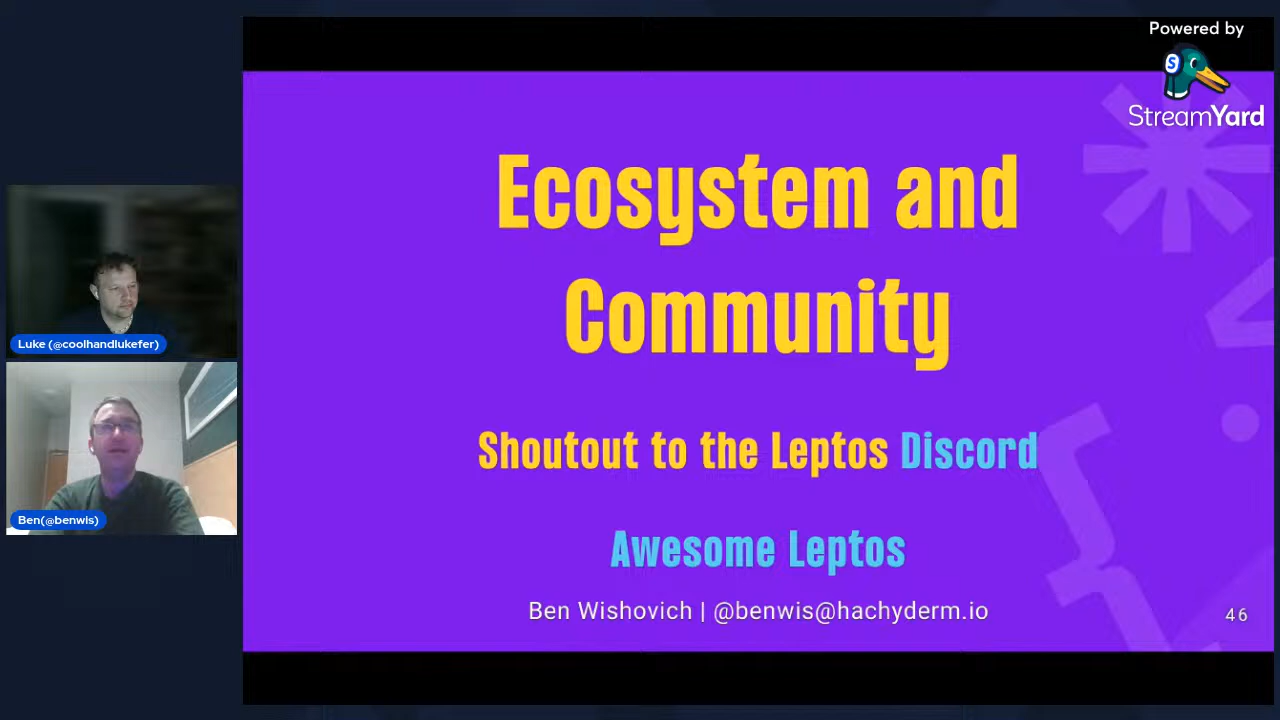 Powered by
StreamYard
Ecosystem and
Community
Shoutout to the Leptos Discord
Awesome Leptos
Ben Wishovich | @benwis@hachyderm.io
46
Luke (@coolhandlukefer)
Ben(@benwis)
S